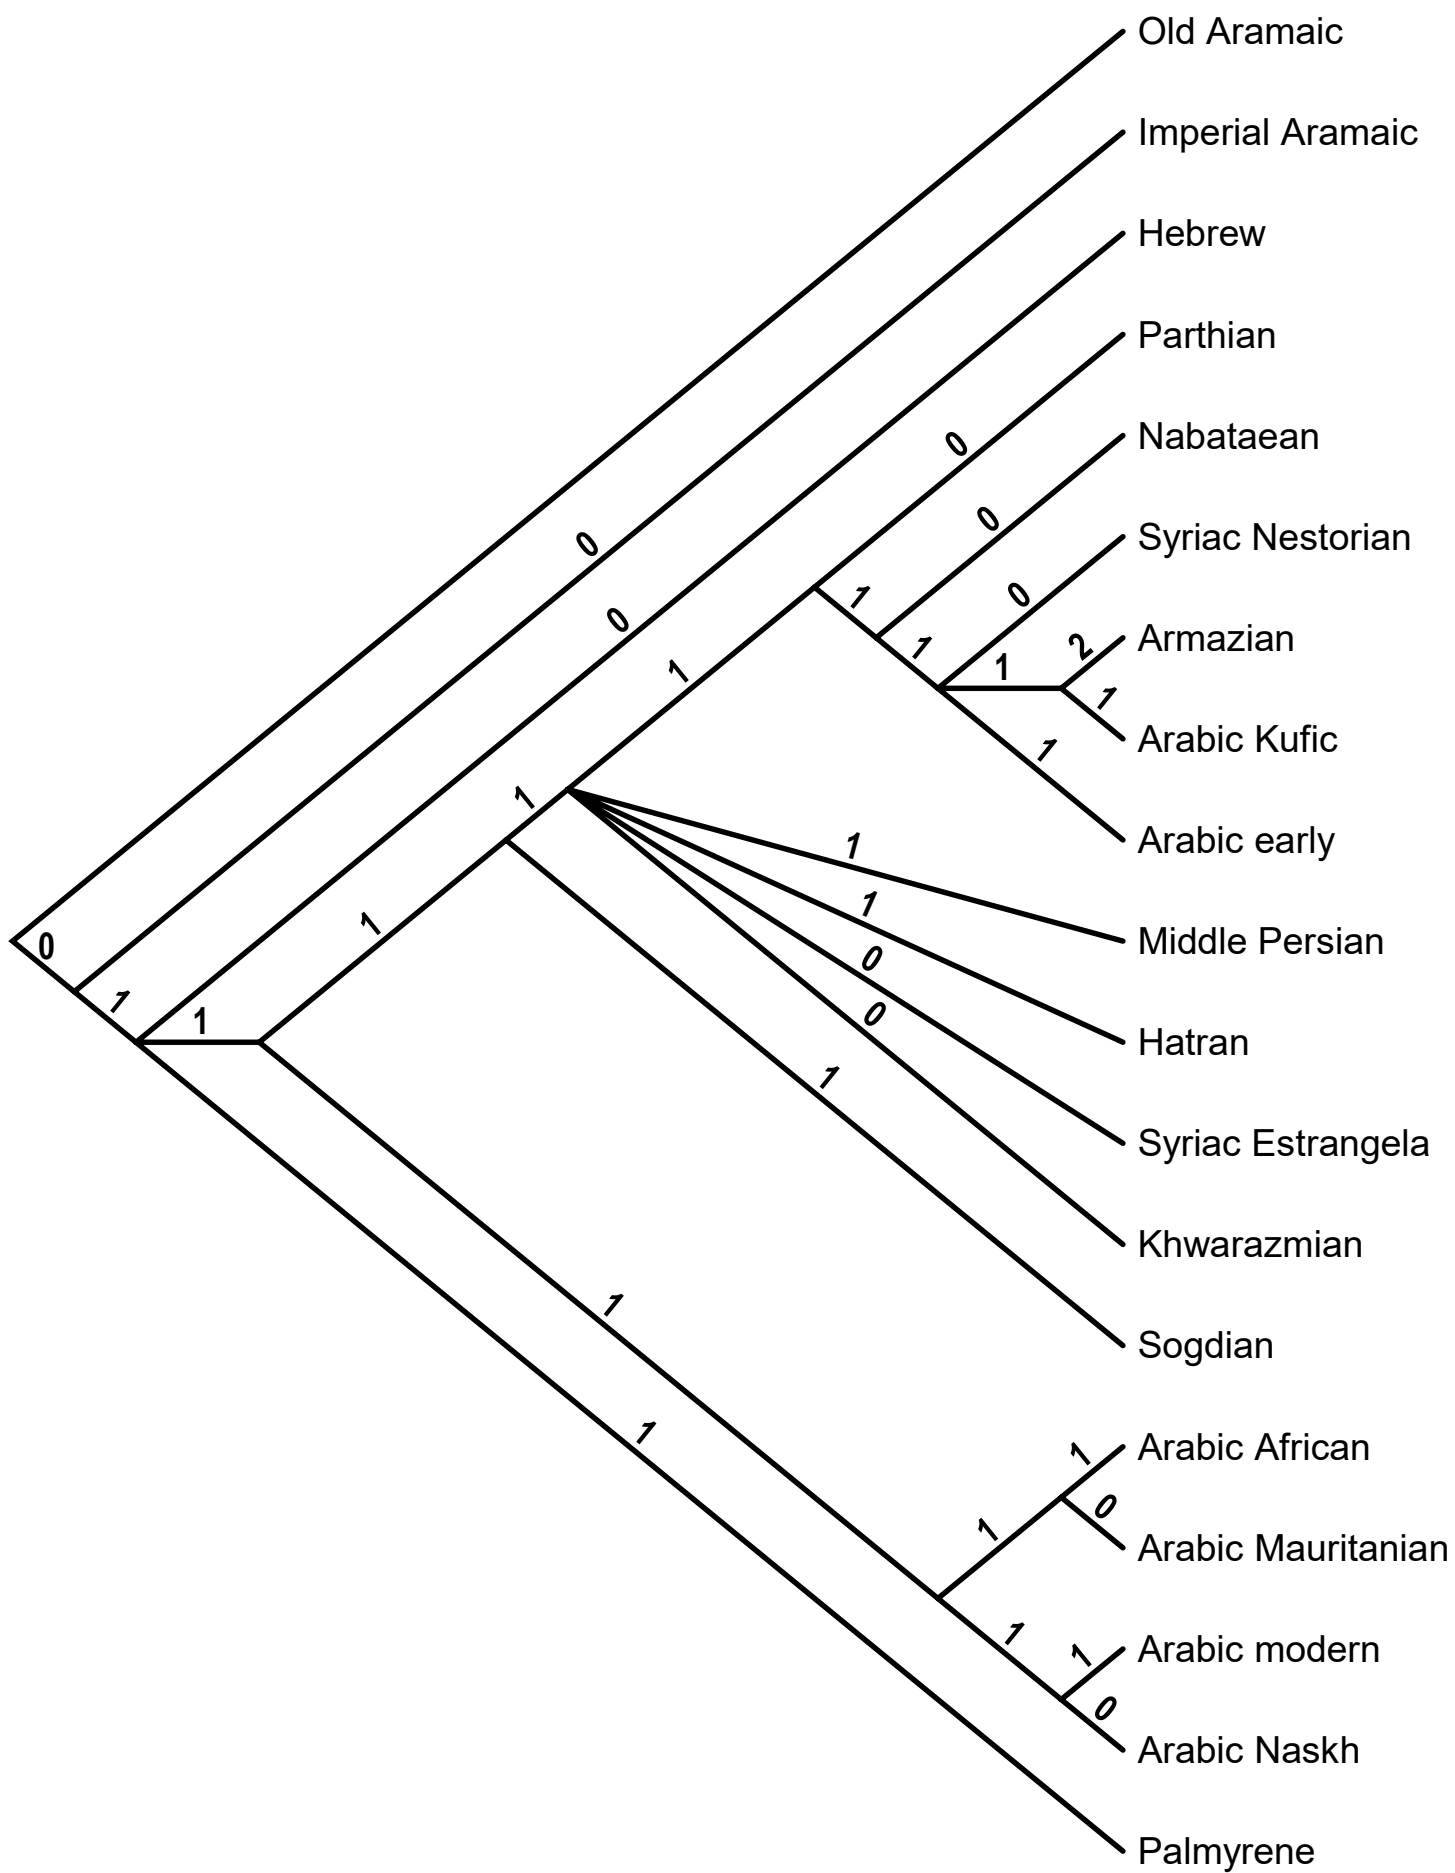 Old Aramaic
Imperial Aramaic
Hebrew
Parthian
0
Nabataean
0
Syriac Nestorian
0
0
1
2
Armazian
0
1
1
1
1
Arabic Kufic
1
1
Arabic early
1
1
1
Middle Persian
0
1
0
0
1
1
Hatran
1
Syriac Estrangela
Khwarazmian
1
Sogdian
1
1
Arabic African
0
1
Arabic Mauritanian
1
1
Arabic modern
0
Arabic Naskh
Palmyrene